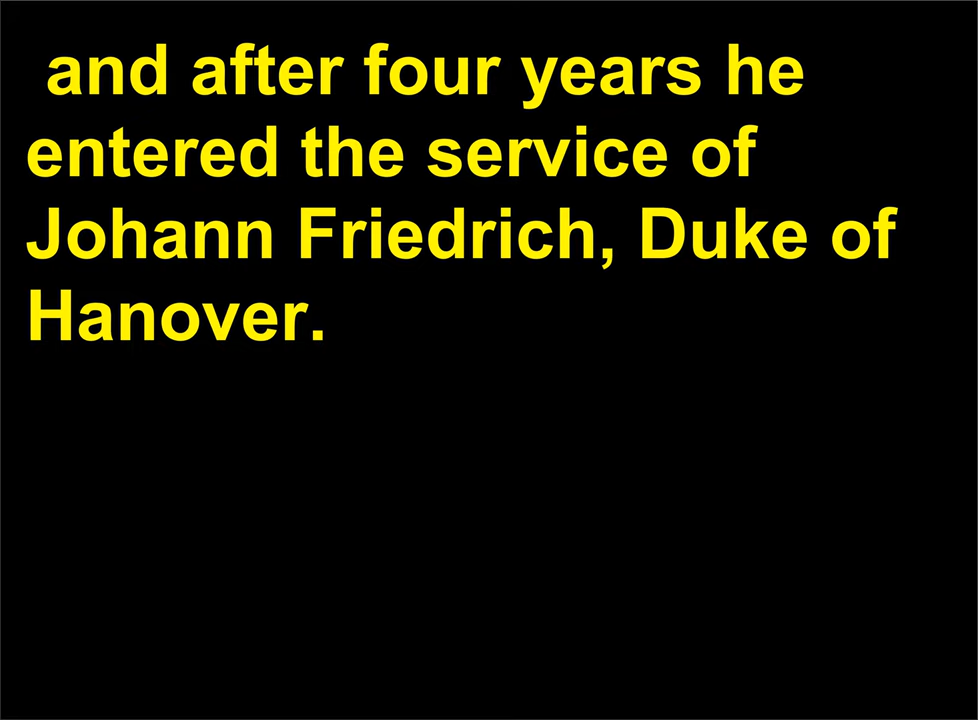 and after four years he
entered the service of
Johann Friedrich, Duke of
Hanover.